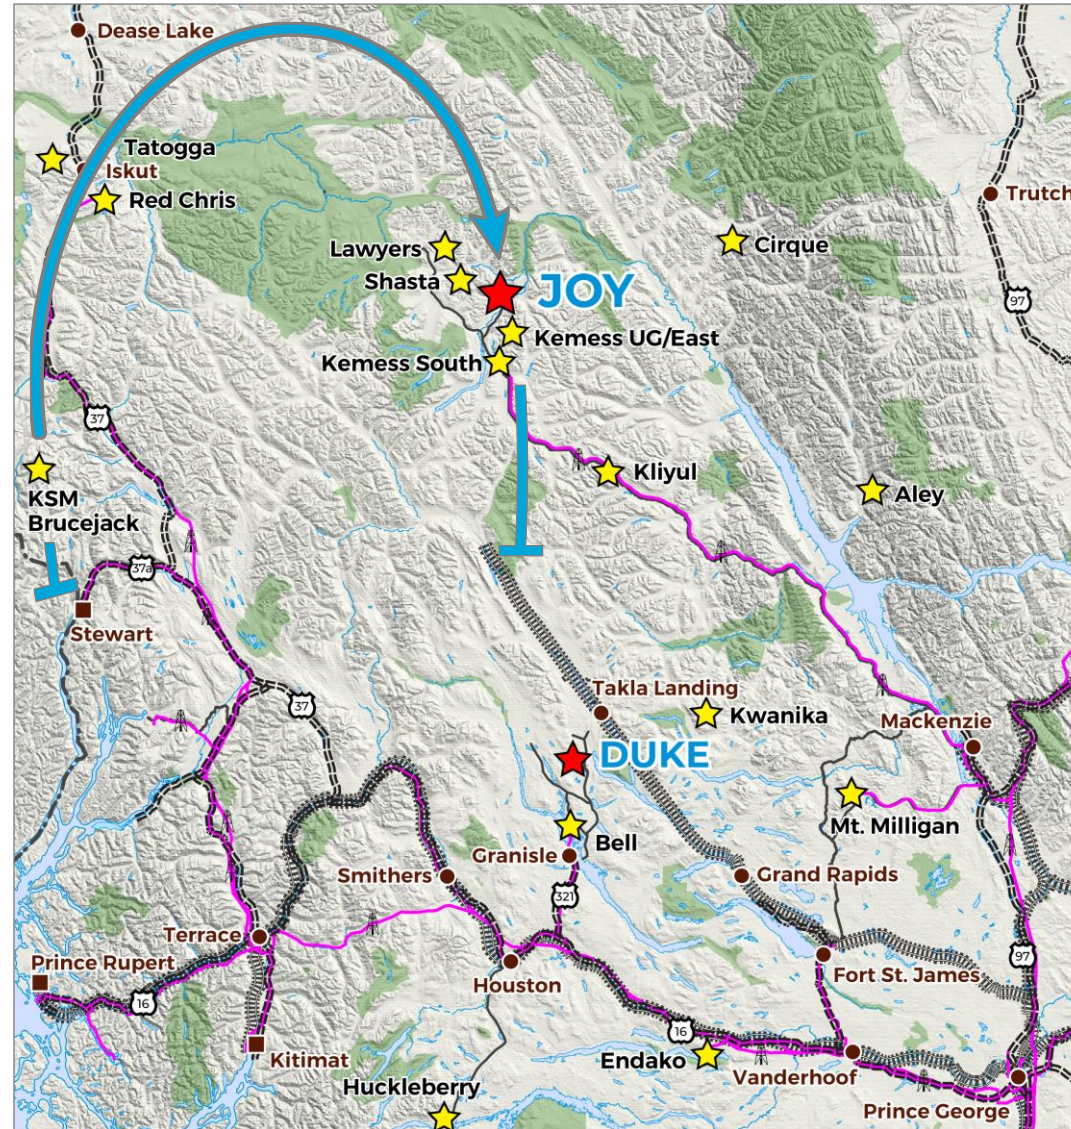 Dease Lake
Tatogga
Iskut
Red Chris
Trutch
Lawyers
Cirque
Shasta
JOY
97
Kemess UG/East
Kemess South
37
KSM
Brucejack
Kliyul
Aley
37a
Stewart
Takla Landing
37
Kwanika
Mackenzie
DUKE
Mt. Milligan
Bell
Granisle
Smithers
Grand Rapids
321
Terrace
Prince Rupert
97
Fort St. James
Houston
16
16
Kitimat
Endako
Vanderhoof
Huckleberry
Prince George